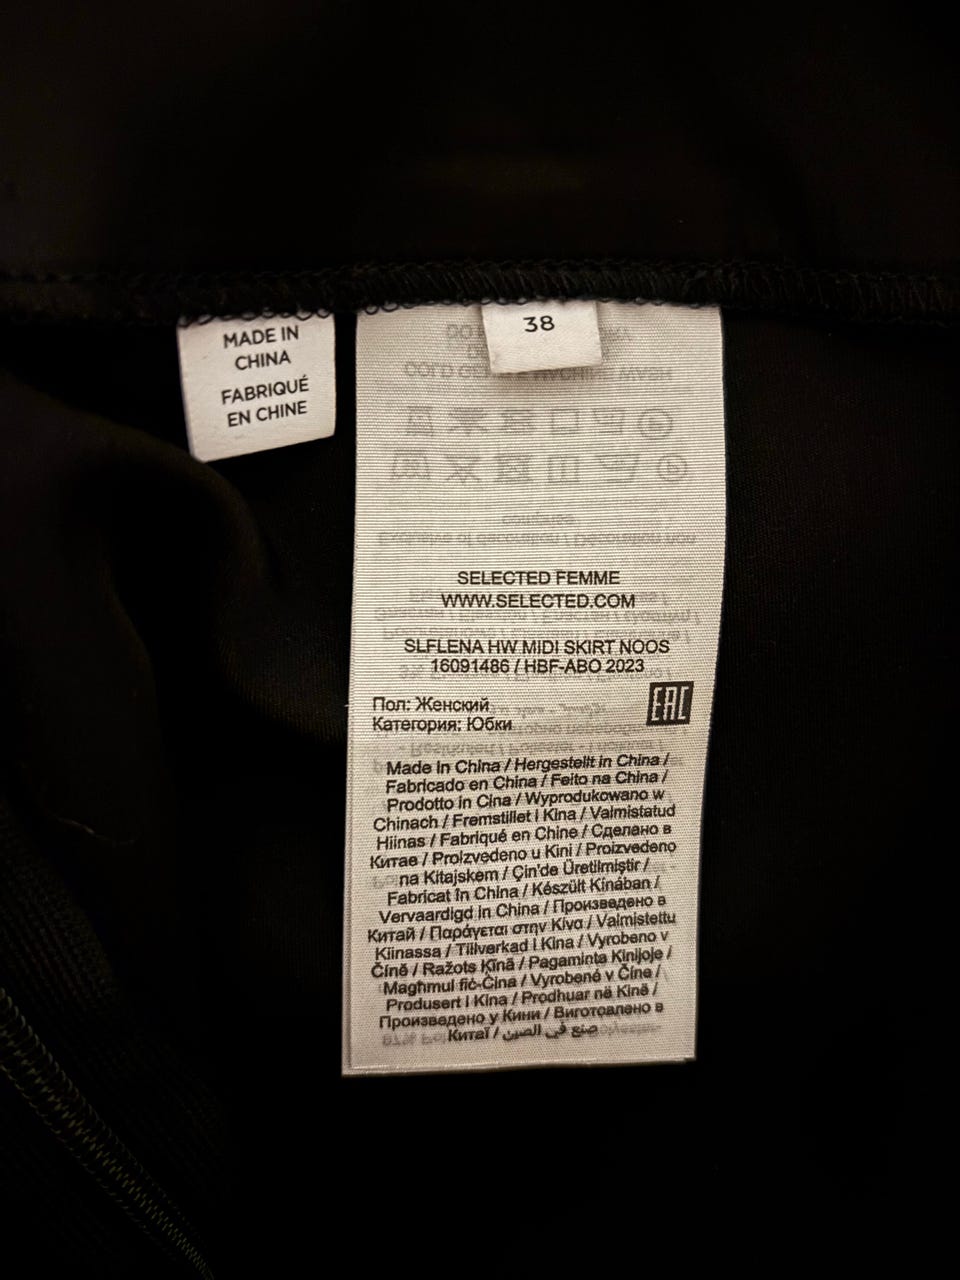 MADE IN
CHINA
FABRIQUÉ
EN CHINE
38
SELECTED FEMME
WWW.SELECTED.COM
SLFLENA HW MIDI SKIRT NOOS
16091486 / HBF-ABO 2023
EAC
Пол: Женский
Категория: Юбки
Made in China / Hergestellt in China /
Fabricado en China / Feito na China /
Prodotto in Cina / Wyprodukowano w
Chinach / Fremstillet i Kina / Valmistatud
Hiinas / Fabriqué en Chine / Сделано в
Китае / Proizvedeno u Kini / Proizvedeno
na Kitajskem / Çin'de Üretilmiştir /
Fabricat în China / Készült Kínában /
Vervaardigd in China / Произведено в
Китай / Παράγεται στην Κίνα / Valmistettu
Kiinassa / Tillverkad i Kina / Vyrobeno v
Číně / Ražots Ķīnā / Pagaminta Kinijoje /
Magħmul fiċ-Ċina / Vyrobené v Číne /
Produsert i Kina / Prodhuar në Kinë /
Произведено у Кини / Виготовлено в
Китаї / صنع في الصين